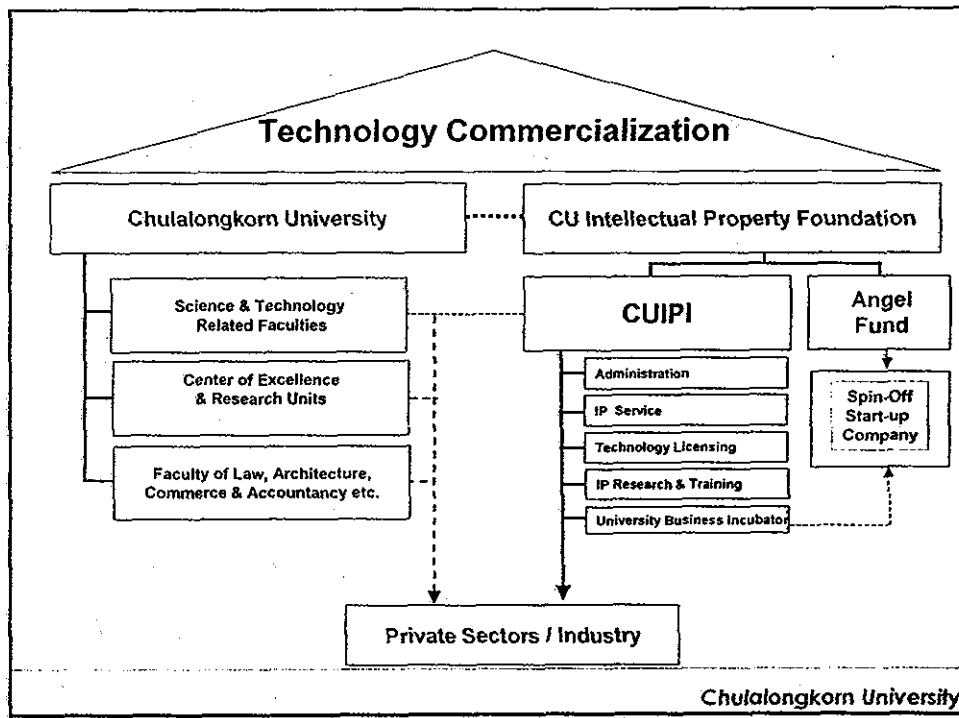 Technology Commercialization
Chulalongkorn University
CU Intellectual Property Foundation
Science & Technology
Related Faculties
Center of Excellence
& Research Units
Faculty of Law, Architecture,
Commerce & Accountancy etc.
CUIPI
Administration
IP Service
Technology Licensing
IP Research & Training
University Business Incubator
Angel
Fund
Spin-Off
Start-up
Company
Private Sectors / Industry
Chulalongkorn University